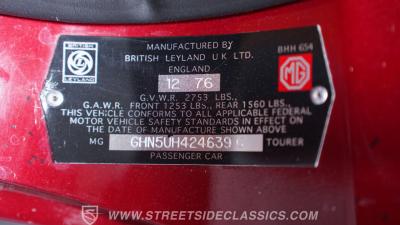 BRITISH
LEYLAND
MANUFACTURED BY
BRITISH LEYLAND U.K. LTD.
ENGLAND
BHH 654
MG
12 76
G.V.W.R. 2753 LBS.,
G.A.W.R. FRONT 1253 LBS., REAR 1560 LBS.,
THIS VEHICLE CONFORMS TO ALL APPLICABLE FEDERAL
MOTOR VEHICLE SAFETY STANDARDS IN EFFECT ON
THE DATE OF MANUFACTURE SHOWN ABOVE
MG GHN5UH424639G TOURER
PASSENGER CAR
WWW.STREETSIDECLASSICS.COM